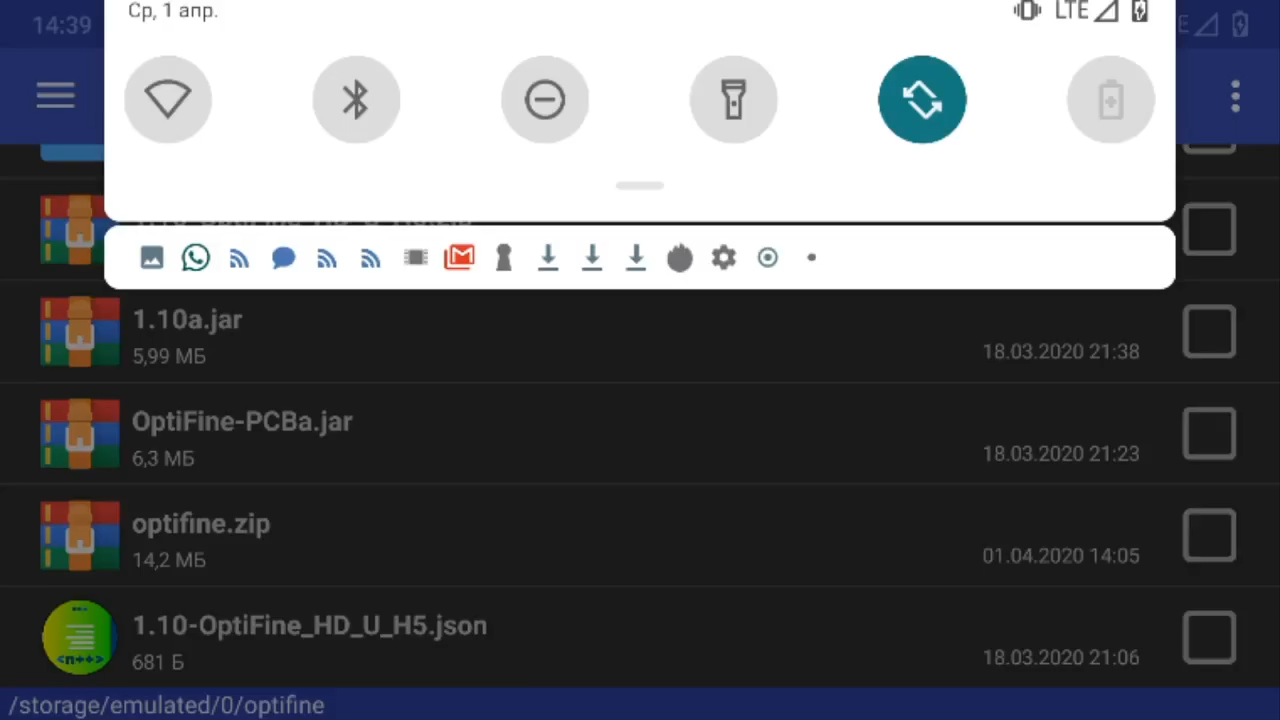 14:39
Ср, 1 апр.
LTE
1.10a.jar
5,99 МБ
18.03.2020 21:38
OptiFine-PCBa.jar
6,3 МБ
18.03.2020 21:23
optifine.zip
14,2 МБ
01.04.2020 14:05
1.10-OptiFine_HD_U_H5.json
681 Б
18.03.2020 21:06
/storage/emulated/0/optifine